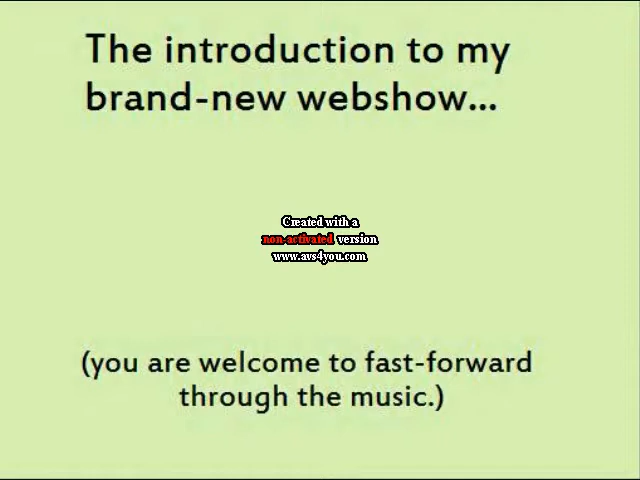 The introduction to my
brand-new webshow...
Created with a
non-activated version
www.avs4you.com
(you are welcome to fast-forward
through the music.)